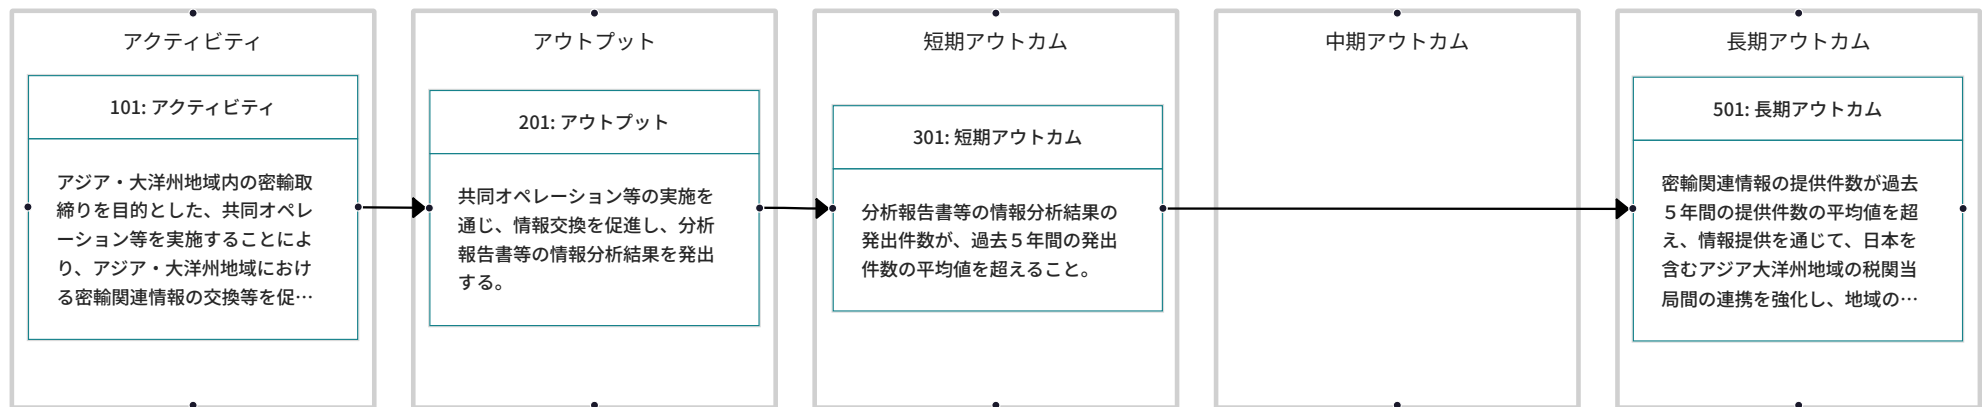 アクティビティ
101: アクティビティ
アジア・大洋州地域内の密輸取
締りを目的とした、共同オペレ
ーション等を実施することによ
り、アジア・大洋州地域におけ
る密輸関連情報の交換等を促…
アウトプット
201: アウトプット
共同オペレーション等の実施を
通じ、情報交換を促進し、分析
報告書等の情報分析結果を発出
する。
短期アウトカム
301: 短期アウトカム
分析報告書等の情報分析結果の
発出件数が、過去５年間の発出
件数の平均値を超えること。
中期アウトカム
長期アウトカム
501: 長期アウトカム
密輸関連情報の提供件数が過去
５年間の提供件数の平均値を超
え、情報提供を通じて、日本を
含むアジア大洋州地域の税関当
局間の連携を強化し、地域の…